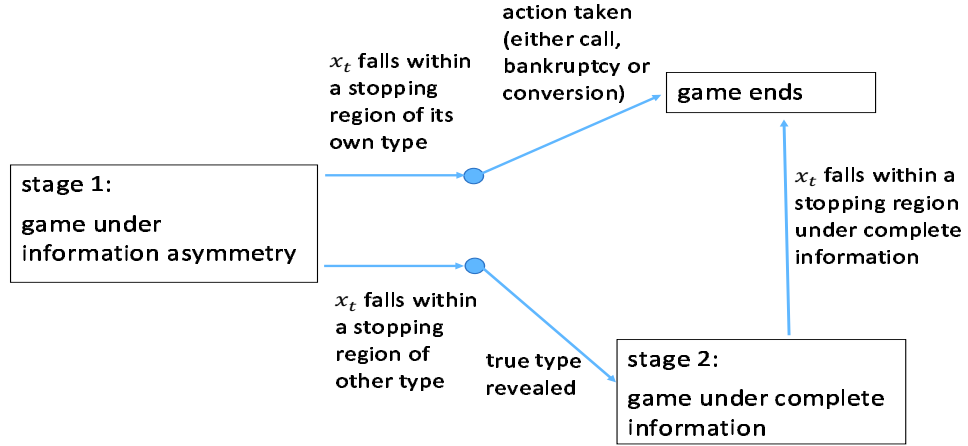 action taken
(either call,
bankruptcy or
conversion)
x_t falls within
a stopping
region of its
own type
game ends
stage 1:
game under
information asymmetry
x_t falls within a
stopping region
under complete
information
x_t falls within
a stopping
region of
other type
true type
revealed
stage 2:
game under complete
information